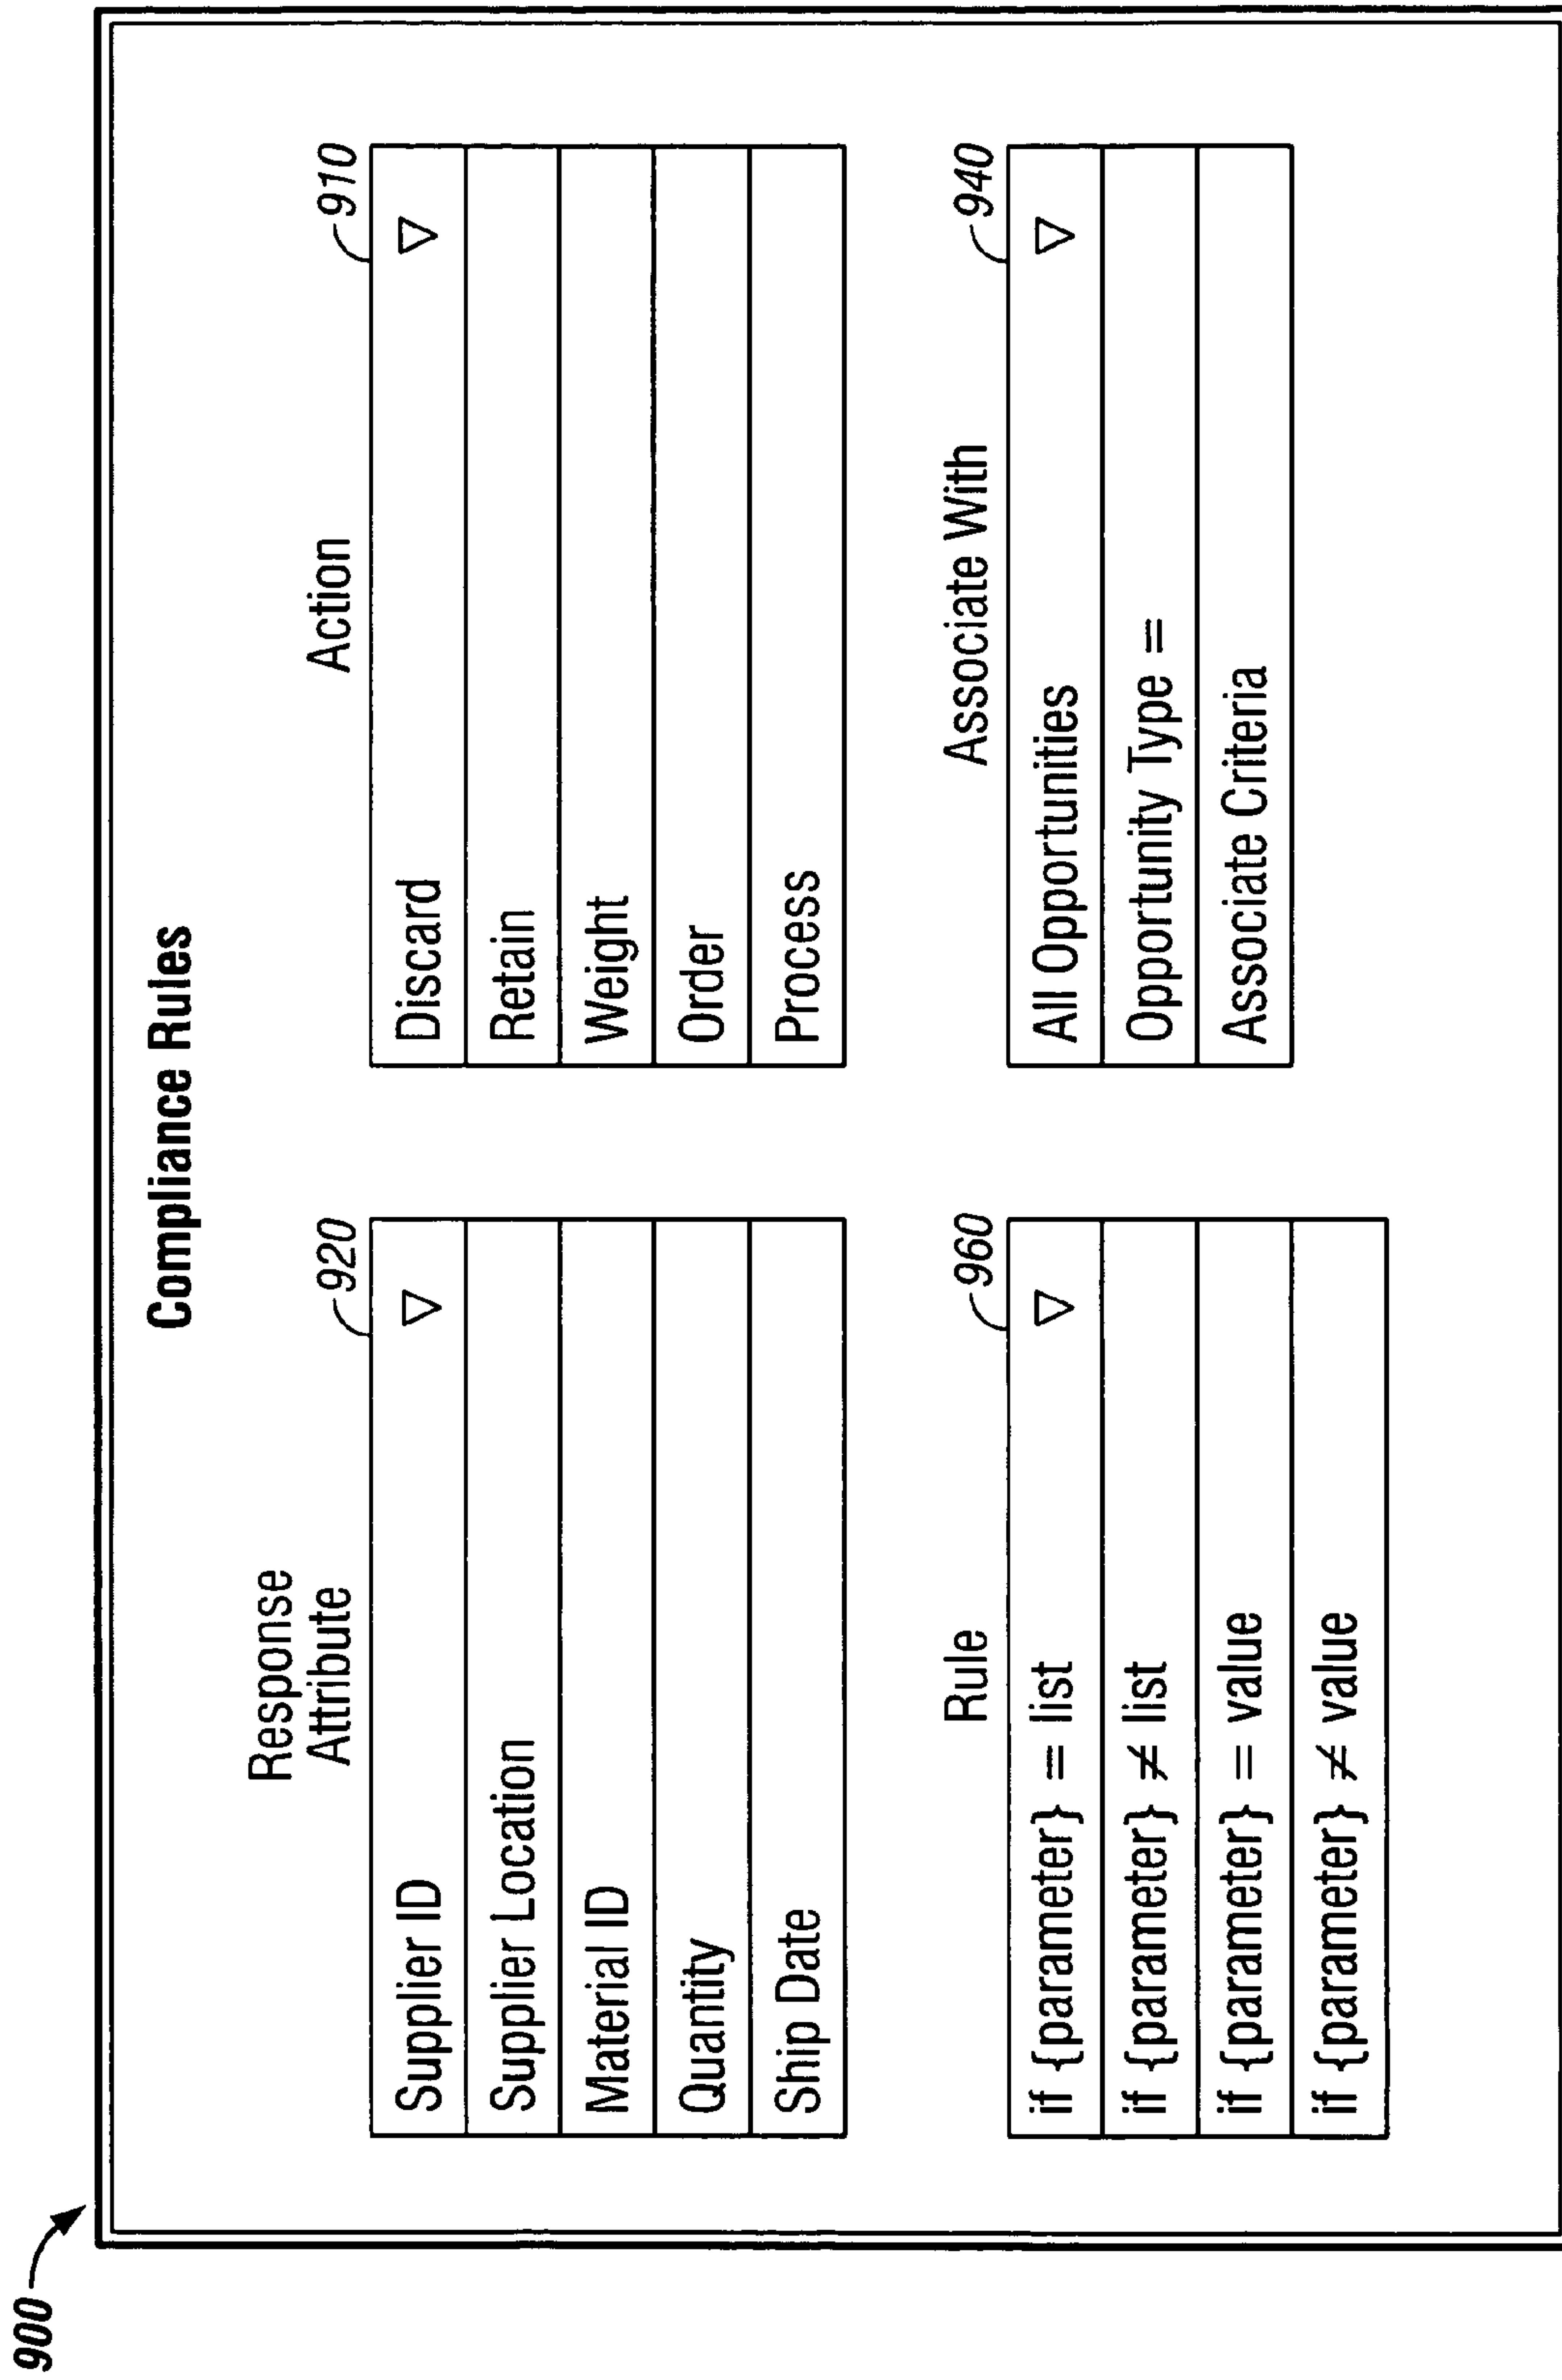 900
Compliance Rules
Response
Attribute
920
Supplier ID
Supplier Location
Material ID
Quantity
Ship Date
Action
910
Discard
Retain
Weight
Order
Process
Rule
960
if {parameter} = list
if {parameter} ≠ list
if {parameter} = value
if {parameter} ≠ value
Associate With
940
All Opportunities
Opportunity Type =
Associate Criteria